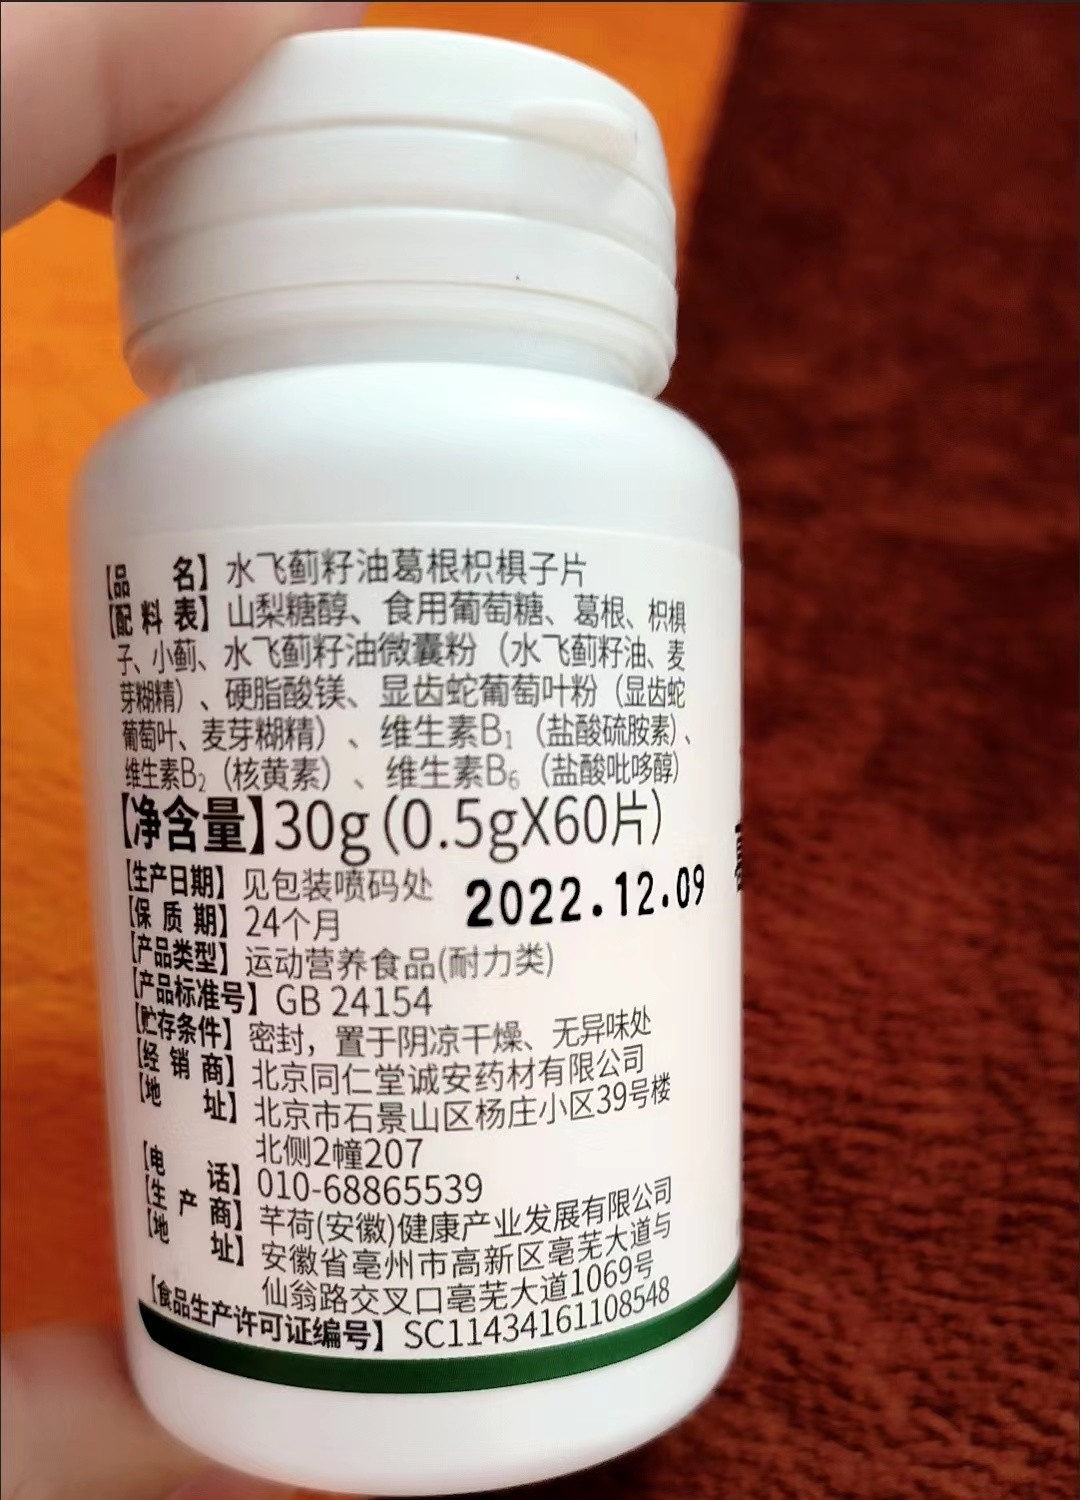 【品名】水飞蓟籽油葛根枳椇子片
【配料表】山梨糖醇、食用葡萄糖、葛根、枳椇
子、小蓟、水飞蓟籽油微囊粉（水飞蓟籽油、麦
芽糊精）、硬脂酸镁、显齿蛇葡萄叶粉（显齿蛇
葡萄叶、麦芽糊精）、维生素B₁（盐酸硫胺素）、
维生素B₂（核黄素）、维生素B₆（盐酸吡哆醇）
【净含量】30g(0.5gX60片)
【生产日期】见包装喷码处
2022.12.09
【保质期】24个月
【产品类型】运动营养食品(耐力类)
【产品标准号】GB 24154
【贮存条件】密封，置于阴凉干燥、无异味处
【经销商】北京同仁堂诚安药材有限公司
【地址】北京市石景山区杨庄小区39号楼
北侧2幢207
【电话】010-68865539
【生产商】芊荷(安徽)健康产业发展有限公司
【地址】安徽省亳州市高新区亳芜大道与
仙翁路交叉口亳芜大道1069号
【食品生产许可证编号】SC11434161108548